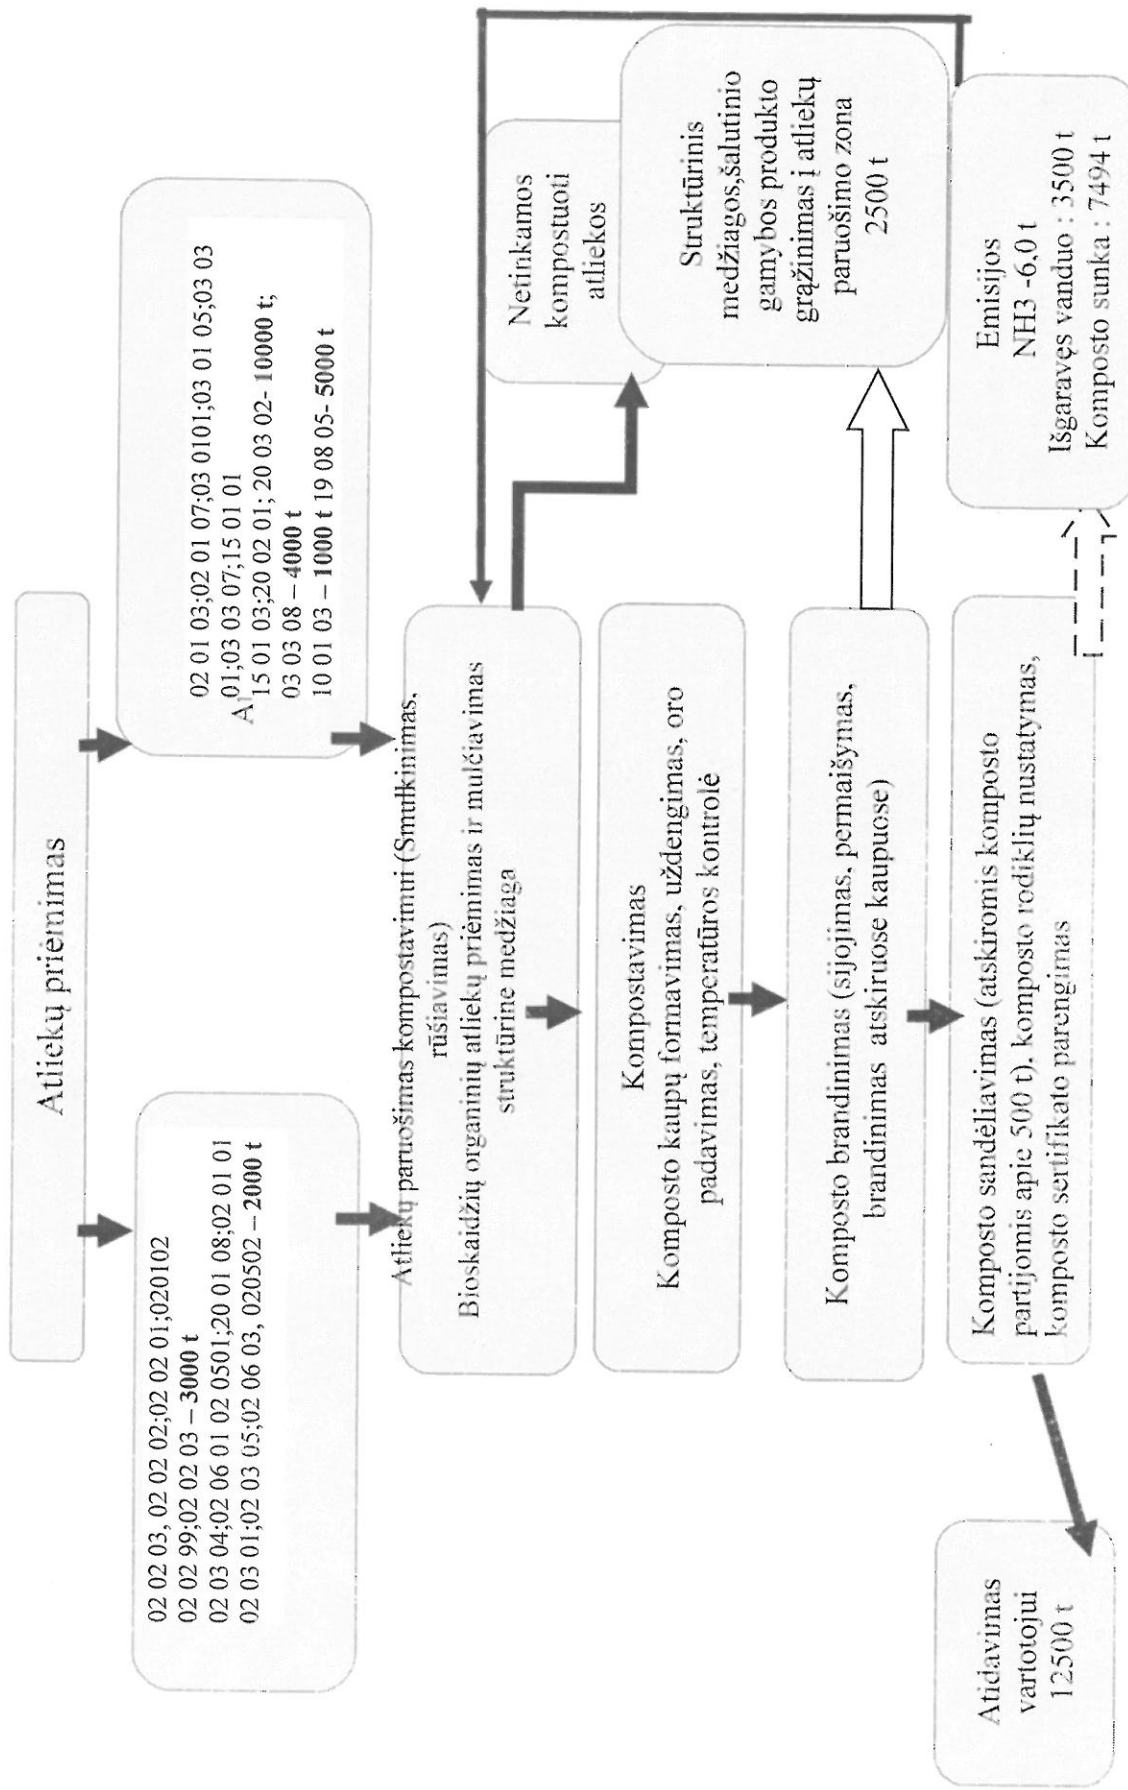 Atliekų priėmimas
02 02 03, 02 02 02;02 02 01;020102
02 02 99;02 02 03 – 3000 t
02 03 04;02 06 01 02 0501;20 01 08;02 01 01
02 03 01;02 03 05;02 06 03, 020502 – 2000 t
02 01 03;02 01 07;03 0101;03 01 05;03 03
01;03 03 07;15 01 01
15 01 03;20 02 01; 20 03 02- 10000 t;
03 03 08 – 4000 t
10 01 03 – 1000 t 19 08 05- 5000 t
Atliekų paruošimas kompostavimui (Smulkinimas,
rūšiavimas)
Bioskaidžių organinių atliekų priėmimas ir mulčiavimas
struktūrine medžiaga
Netinkamos
kompostuoti
atliekos
Kompostavimas
Komposto kaupų formavimas, uždengimas, oro
padavimas, temperatūros kontrolė
Struktūrinis
medžiagos,šalutinio
gamybos produkto
grąžinimas į atliekų
paruošimo zona
2500 t
Komposto brandinimas (sijojimas, permaišymas,
brandinimas atskiruose kaupuose)
Komposto sandėliavimas (atskiromis komposto
partijomis apie 500 t), komposto rodiklių nustatymas,
komposto sertifikato parengimas
Emisijos
NH3 -6,0 t
Išgaravęs vanduo : 3500 t
Komposto sunka : 7494 t
Atidavimas
vartotojui
12500 t